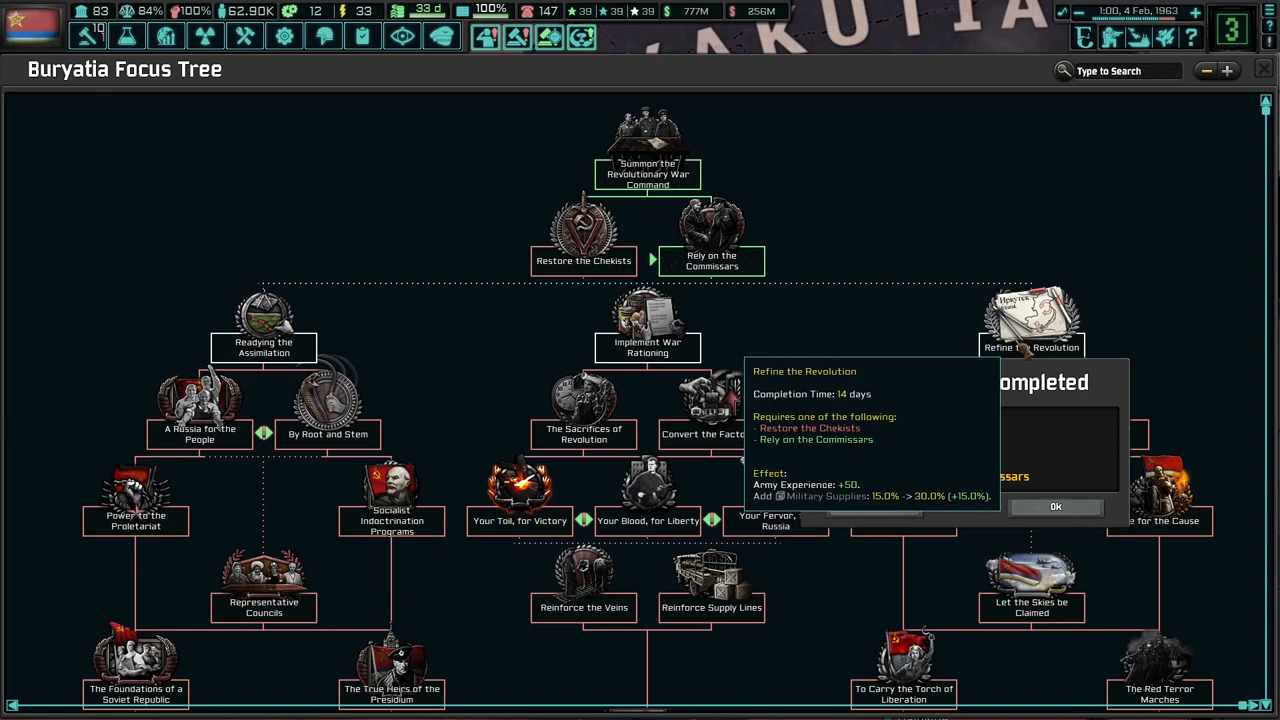 83
84%
100%
62.90K
12
33
33 d
100%
147
39
39
39
777M
256M
1:00, 4 Feb, 1963
10
3
YAKUTIA
Buryatia Focus Tree
Type to Search
Summon the
Revolutionary War
Command
Restore the Chekists
Rely on the
Commissars
Readying the
Assimilation
Implement War
Rationing
Иркутск
Refine the Revolution
A Russia for the
People
By Root and Stem
The Sacrifices of
Revolution
Convert the Facto
Refine the Revolution
Completion Time: 14 days
Requires one of the following:
- Restore the Chekists
- Rely on the Commissars
Effect:
Army Experience: +50.
Add Military Supplies: 15.0% -> 30.0% (+15.0%).
ompleted
ssars
Ok
Power to the
Proletariat
Socialist
Indoctrination
Programs
Your Toil, for Victory
Your Blood, for Liberty
Your Fervor,
Russia
for the Cause
Representative
Councils
Reinforce the Veins
Reinforce Supply Lines
Let the Skies be
Claimed
The Foundations of a
Soviet Republic
The True Heirs of the
Presidium
To Carry the Torch of
Liberation
The Red Terror
Marches